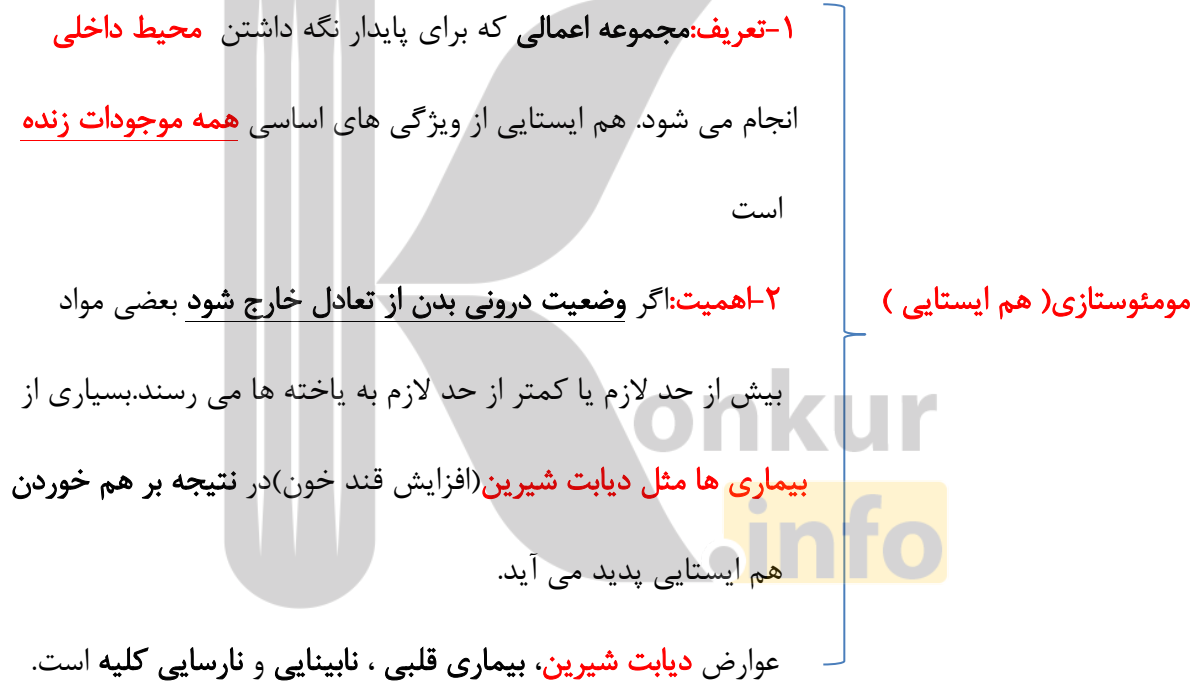 ۱-تعریف:مجموعه اعمالی که برای پایدار نگه داشتن محیط داخلی
انجام می شود. هم ایستایی از ویژگی های اساسی همه موجودات زنده
است
مومئوستازی( هم ایستایی )
۲-اهمیت:اگر وضعیت درونی بدن از تعادل خارج شود بعضی مواد
بیش از حد لازم یا کمتر از حد لازم به یاخته ها می رسند.بسیاری از
بیماری ها مثل دیابت شیرین(افزایش قند خون)در نتیجه بر هم خوردن
هم ایستایی پدید می آید.
عوارض دیابت شیرین، بیماری قلبی ، نابینایی و نارسایی کلیه است.
Konkur
.info